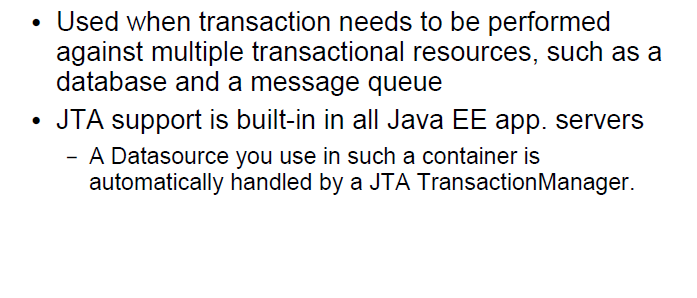 • Used when transaction needs to be performed
against multiple transactional resources, such as a
database and a message queue
• JTA support is built-in in all Java EE app. servers
– A Datasource you use in such a container is
automatically handled by a JTA TransactionManager.